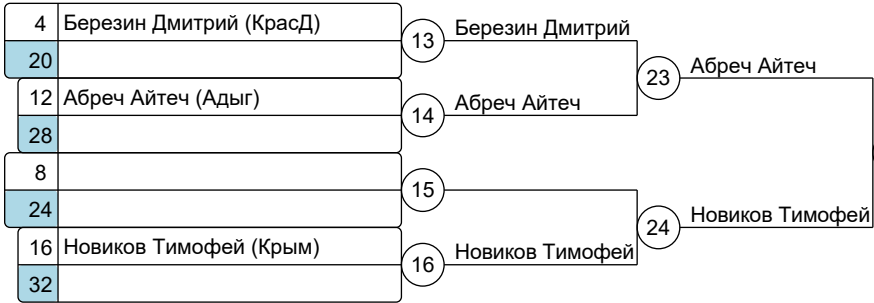 4 Березин Дмитрий (КрасД)
20
13 Березин Дмитрий
12 Абреч Айтеч (Адыг)
28
14 Абреч Айтеч
23 Абреч Айтеч
8
24
15
16 Новиков Тимофей (Крым)
32
16 Новиков Тимофей
24 Новиков Тимофей